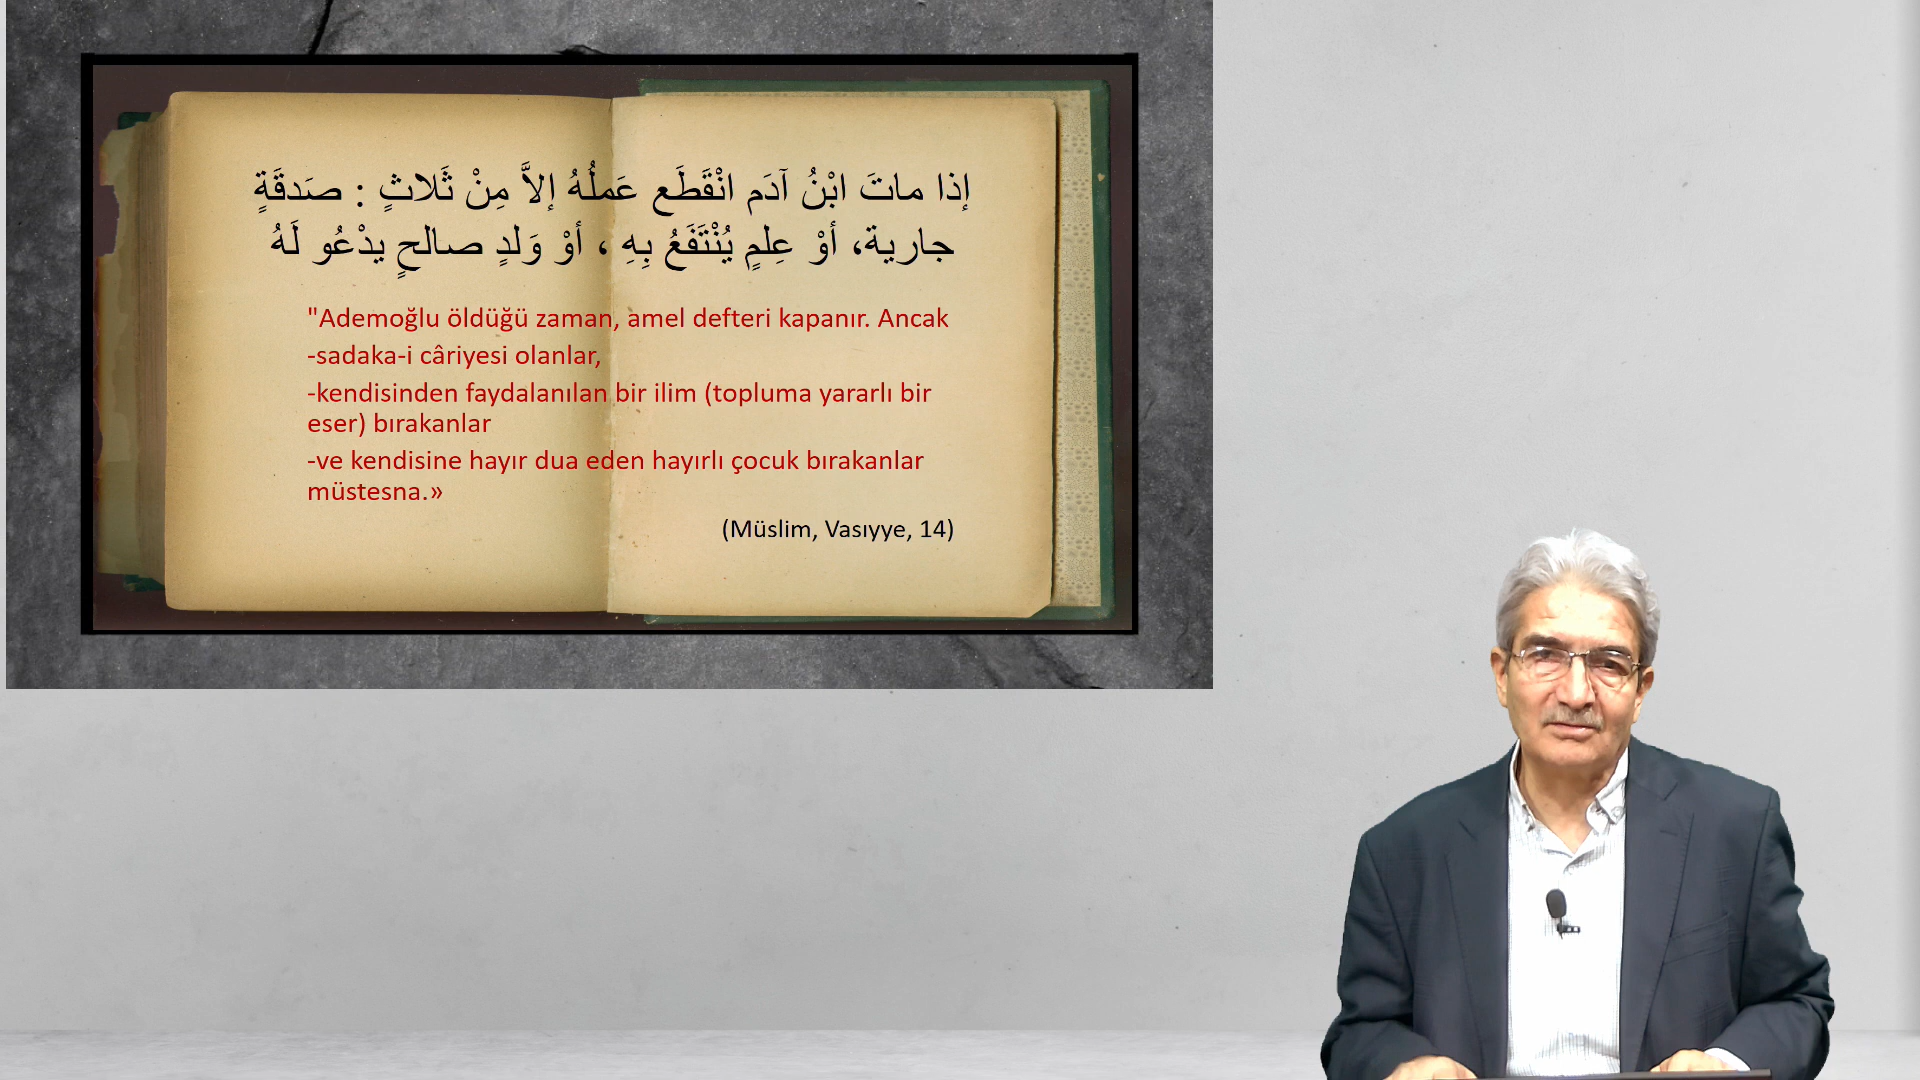 إذا ماتَ ابْنُ آدَم انْقَطَع عَملُهُ إلاَّ مِنْ ثَلاثٍ : صَدقَةٍ
جارية، أوْ عِلمٍ يُنْتَفَعُ بِهِ ، أوْ وَلدٍ صالحٍ يدْعُو لَهُ
"Ademoğlu öldüğü zaman, amel defteri kapanır. Ancak
-sadaka-i câriyesi olanlar,
-kendisinden faydalanılan bir ilim (topluma yararlı bir
eser) bırakanlar
-ve kendisine hayır dua eden hayırlı çocuk bırakanlar
müstesna.»
(Müslim, Vasıyye, 14)